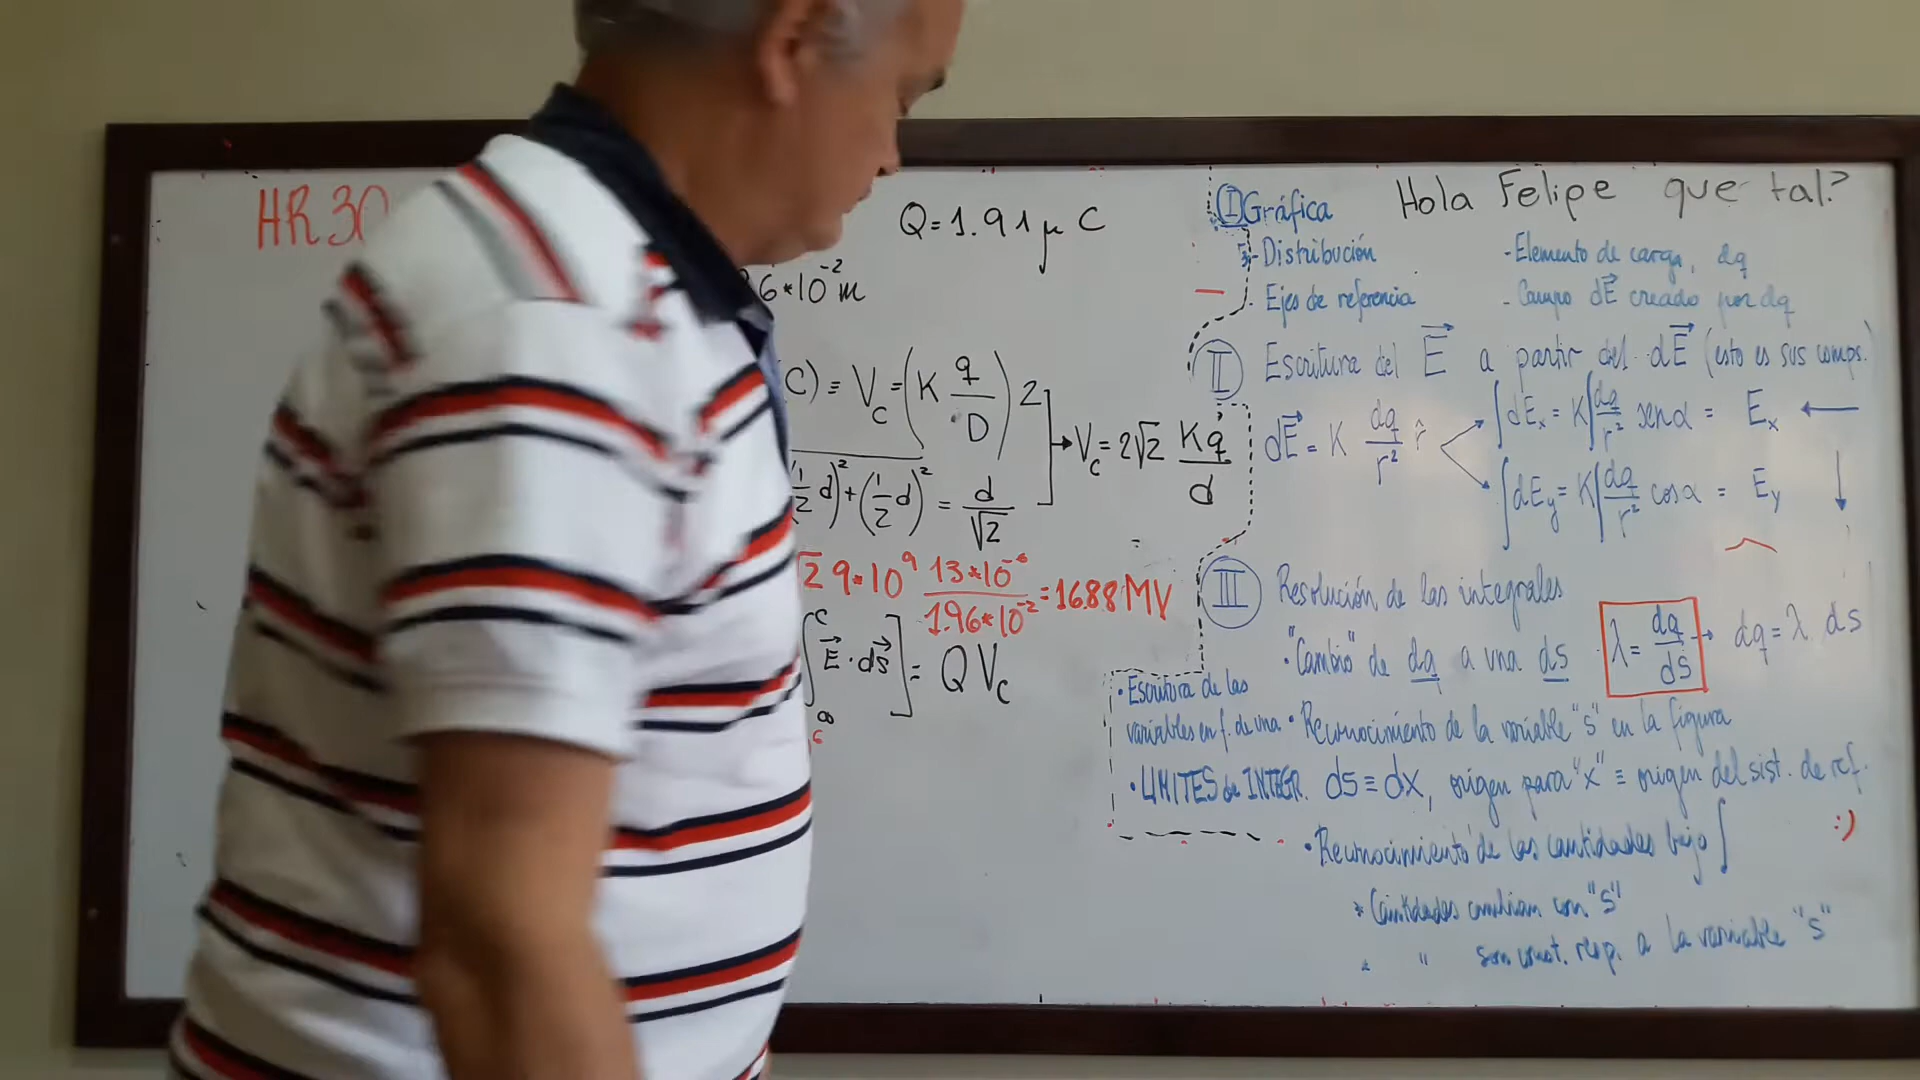 HR 30
Q=1.91 μ C
6*10⁻² m
C) ≡ V_C = (K q/D) 2
→ V_C = 2√2 Kq/d
(1/2 d)² + (1/2 d)² = d/√2
√2 9*10⁹ 13*10⁻⁶/1.96*10⁻² = 16.88 MV
∫_∞^C E⃗ · ds⃗ ] = Q V_C
Hola Felipe que tal?
I Gráfica
- Distribución
- Elemento de carga, dq
Ejes de referencia
- Campo dE⃗ creado por dq
I Escritura del E⃗ a partir del dE⃗ (esto es sus comps.
dE⃗ = K dq/r² r̂
∫dE_x = K∫dq/r² senα = E_x
∫dE_y = K∫dq/r² cosα = E_y
III Resolución de las integrales
· "Cambio" de dq a una ds
λ = dq/ds → dq = λ ds
· Escritura de las
variables en f. de una
· Reconocimiento de la variable "s" en la figura
· LIMITES de INTEGR.
ds ≡ dx, origen para "x" ≡ origen del sist. de ref.
· Reconocimiento de las cantidades bajo ∫
:)
* Cantidades cambian con "s"
" son const. resp. a la variable "s"